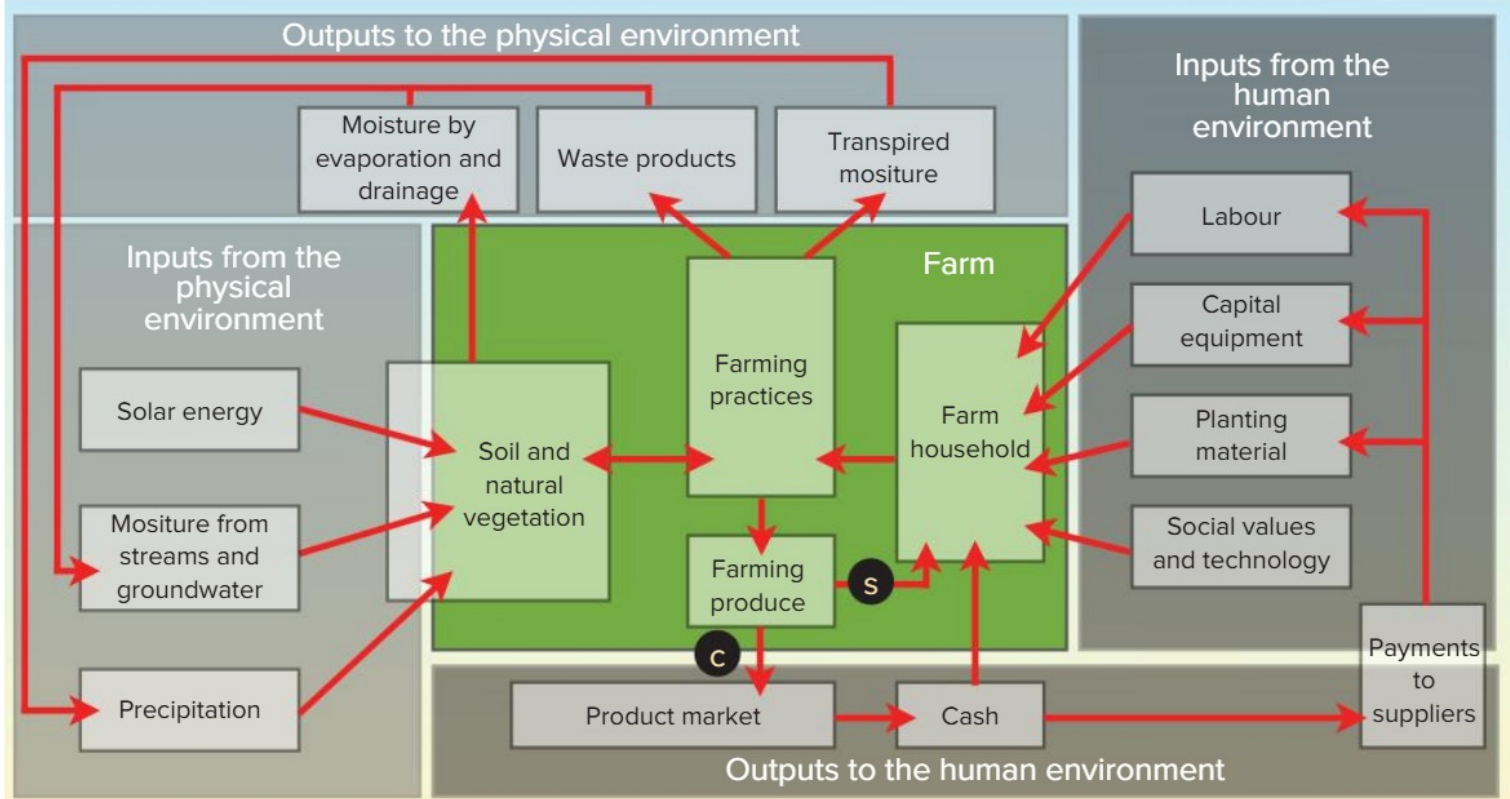 Outputs to the physical environment
Moisture by
evaporation and
drainage
Waste products
Transpired
mositure
Inputs from the
human
environment
Labour
Capital
equipment
Planting
material
Social values
and technology
Payments
to
suppliers
Inputs from the
physical
environment
Solar energy
Mositure from
streams and
groundwater
Precipitation
Farm
Soil and
natural
vegetation
Farming
practices
Farm
household
Farming
produce
S
C
Product market
Cash
Outputs to the human environment